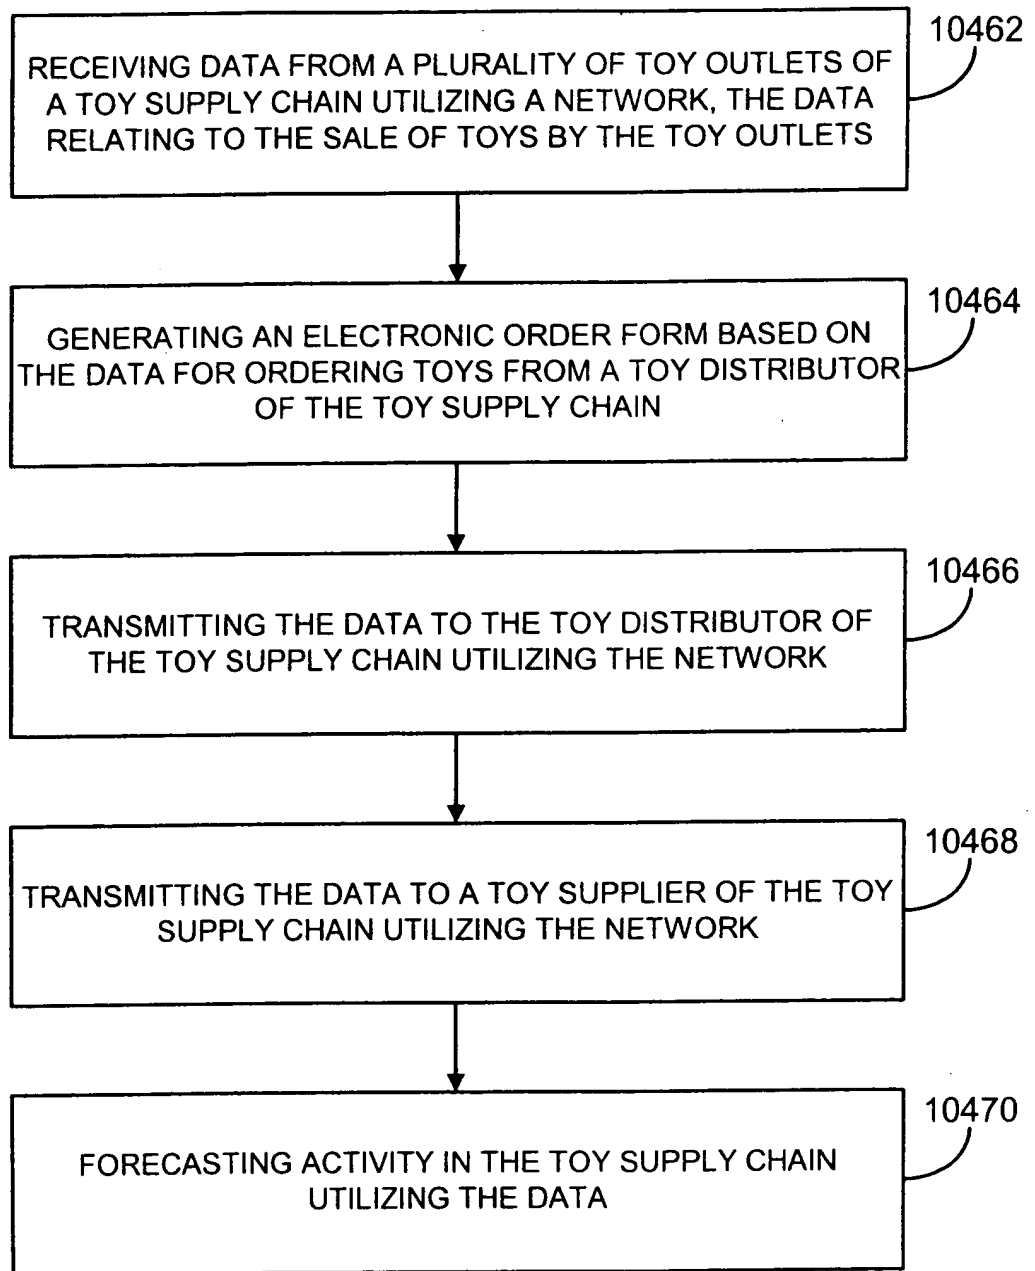 10462
RECEIVING DATA FROM A PLURALITY OF TOY OUTLETS OF
A TOY SUPPLY CHAIN UTILIZING A NETWORK, THE DATA
RELATING TO THE SALE OF TOYS BY THE TOY OUTLETS
10464
GENERATING AN ELECTRONIC ORDER FORM BASED ON
THE DATA FOR ORDERING TOYS FROM A TOY DISTRIBUTOR
OF THE TOY SUPPLY CHAIN
10466
TRANSMITTING THE DATA TO THE TOY DISTRIBUTOR OF
THE TOY SUPPLY CHAIN UTILIZING THE NETWORK
10468
TRANSMITTING THE DATA TO A TOY SUPPLIER OF THE TOY
SUPPLY CHAIN UTILIZING THE NETWORK
10470
FORECASTING ACTIVITY IN THE TOY SUPPLY CHAIN
UTILIZING THE DATA